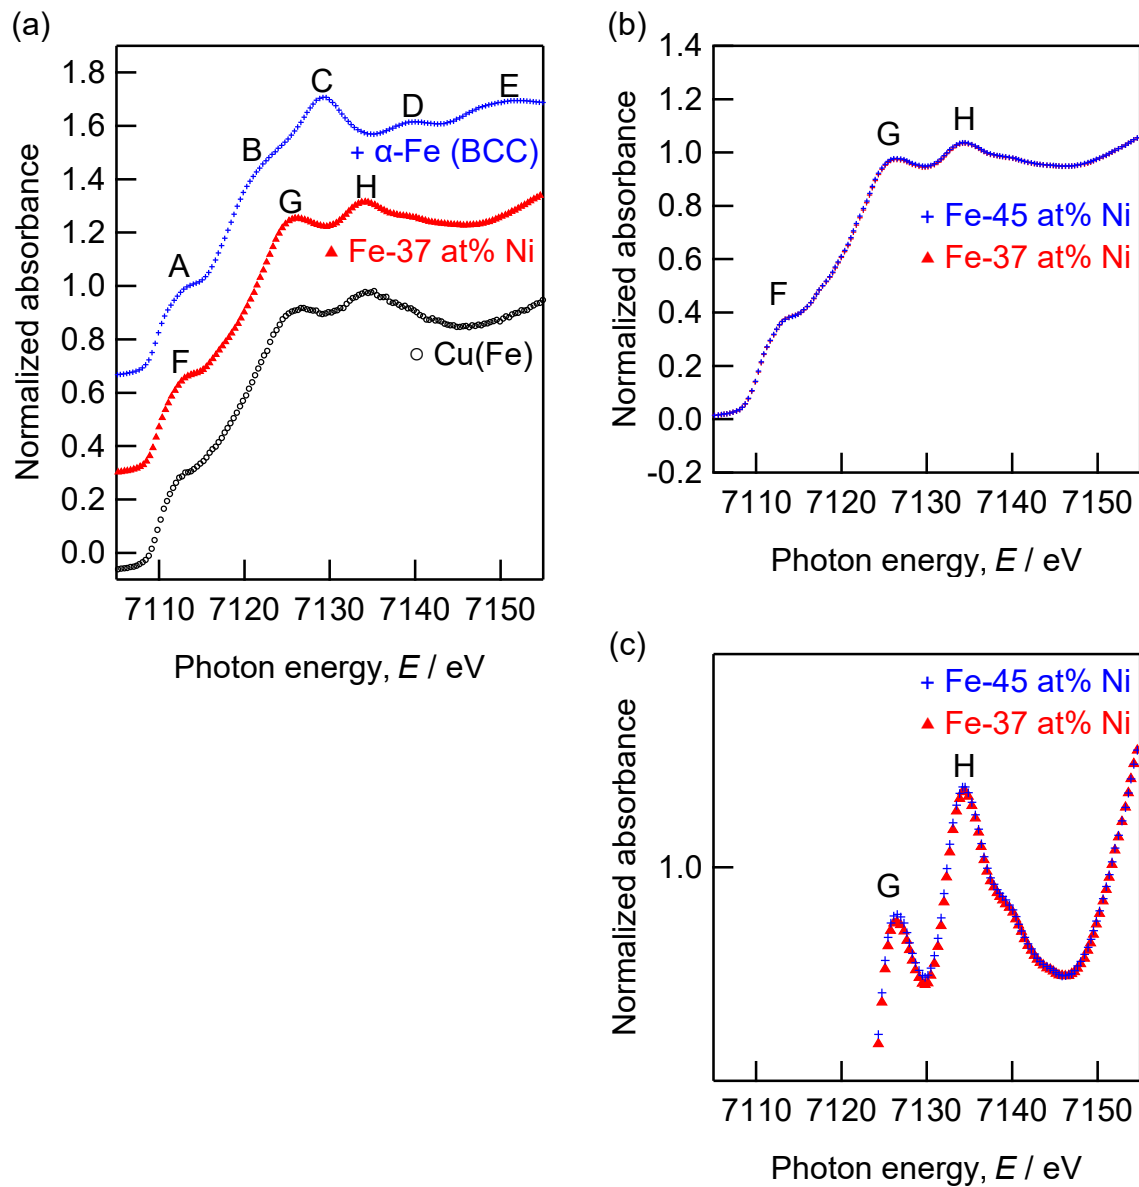 (a)
Normalized absorbance
1.8
1.6
1.4
1.2
1.0
0.8
0.6
0.4
0.2
0.0
A
B
C
D
E
+ α-Fe (BCC)
F
G
H
▲ Fe-37 at% Ni
○ Cu(Fe)
7110 7120 7130 7140 7150
Photon energy, E / eV
(b)
Normalized absorbance
1.4
1.2
1.0
0.8
0.6
0.4
0.2
0.0
-0.2
F
G
H
+ Fe-45 at% Ni
▲ Fe-37 at% Ni
7110 7120 7130 7140 7150
Photon energy, E / eV
(c)
Normalized absorbance
1.0
+ Fe-45 at% Ni
▲ Fe-37 at% Ni
G
H
7110 7120 7130 7140 7150
Photon energy, E / eV